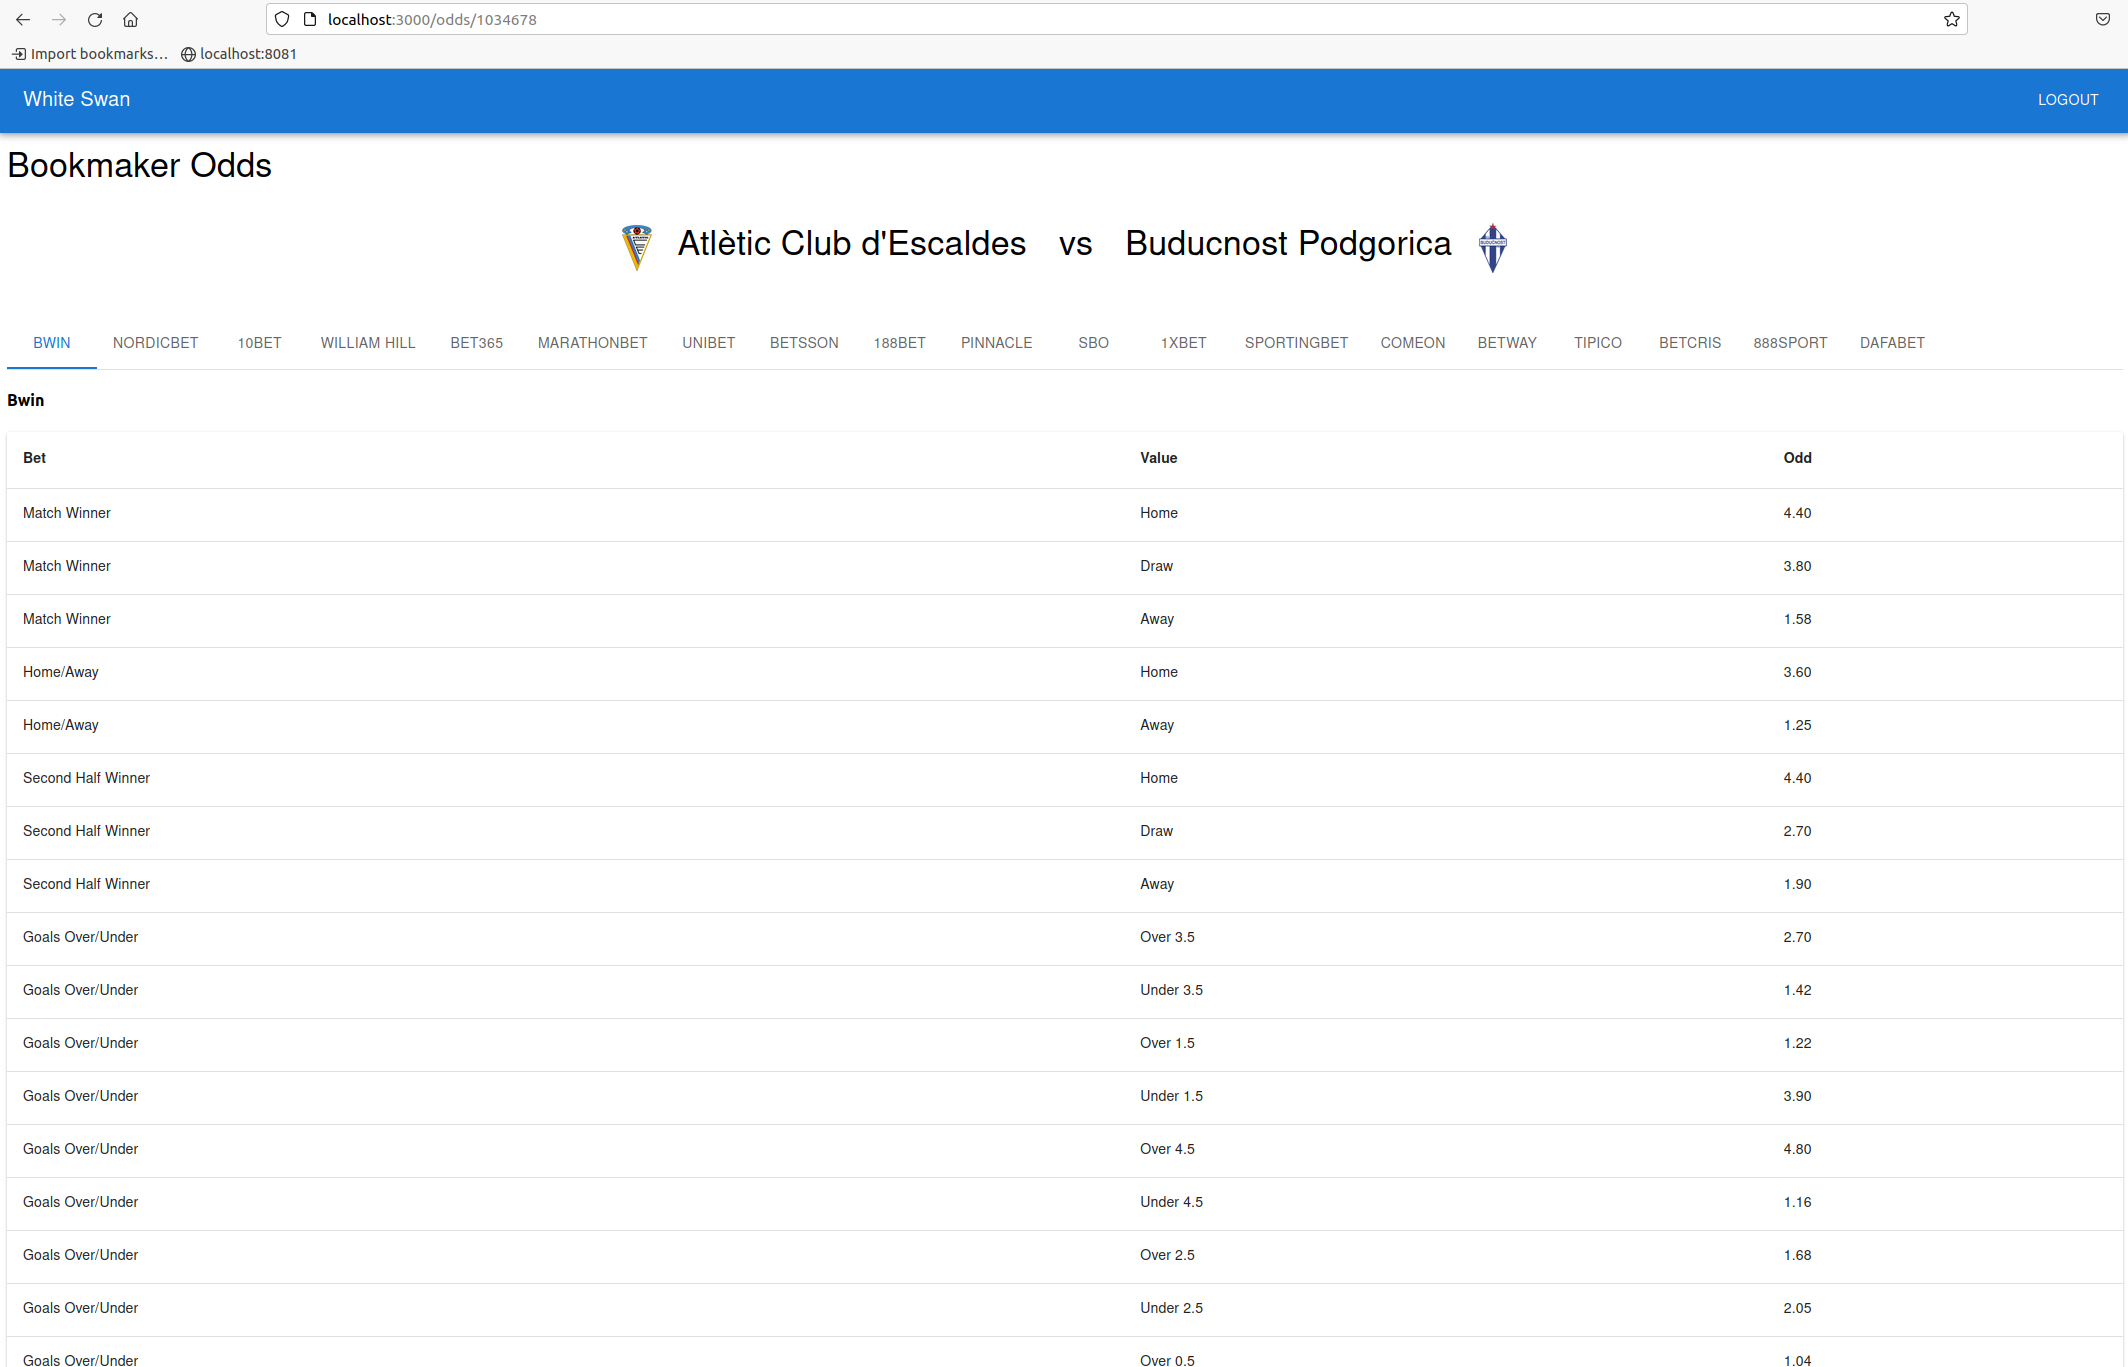 localhost:3000/odds/1034678
Import bookmarks... localhost:8081
White Swan LOGOUT
Bookmaker Odds
Atlètic Club d'Escaldes vs Buducnost Podgorica
BUDUĆNOST
BWIN NORDICBET 10BET WILLIAM HILL BET365 MARATHONBET UNIBET BETSSON 188BET PINNACLE SBO 1XBET SPORTINGBET COMEON BETWAY TIPICO BETCRIS 888SPORT DAFABET
Bwin
Bet Value Odd
Match Winner Home 4.40
Match Winner Draw 3.80
Match Winner Away 1.58
Home/Away Home 3.60
Home/Away Away 1.25
Second Half Winner Home 4.40
Second Half Winner Draw 2.70
Second Half Winner Away 1.90
Goals Over/Under Over 3.5 2.70
Goals Over/Under Under 3.5 1.42
Goals Over/Under Over 1.5 1.22
Goals Over/Under Under 1.5 3.90
Goals Over/Under Over 4.5 4.80
Goals Over/Under Under 4.5 1.16
Goals Over/Under Over 2.5 1.68
Goals Over/Under Under 2.5 2.05
Goals Over/Under Over 0.5 1.04